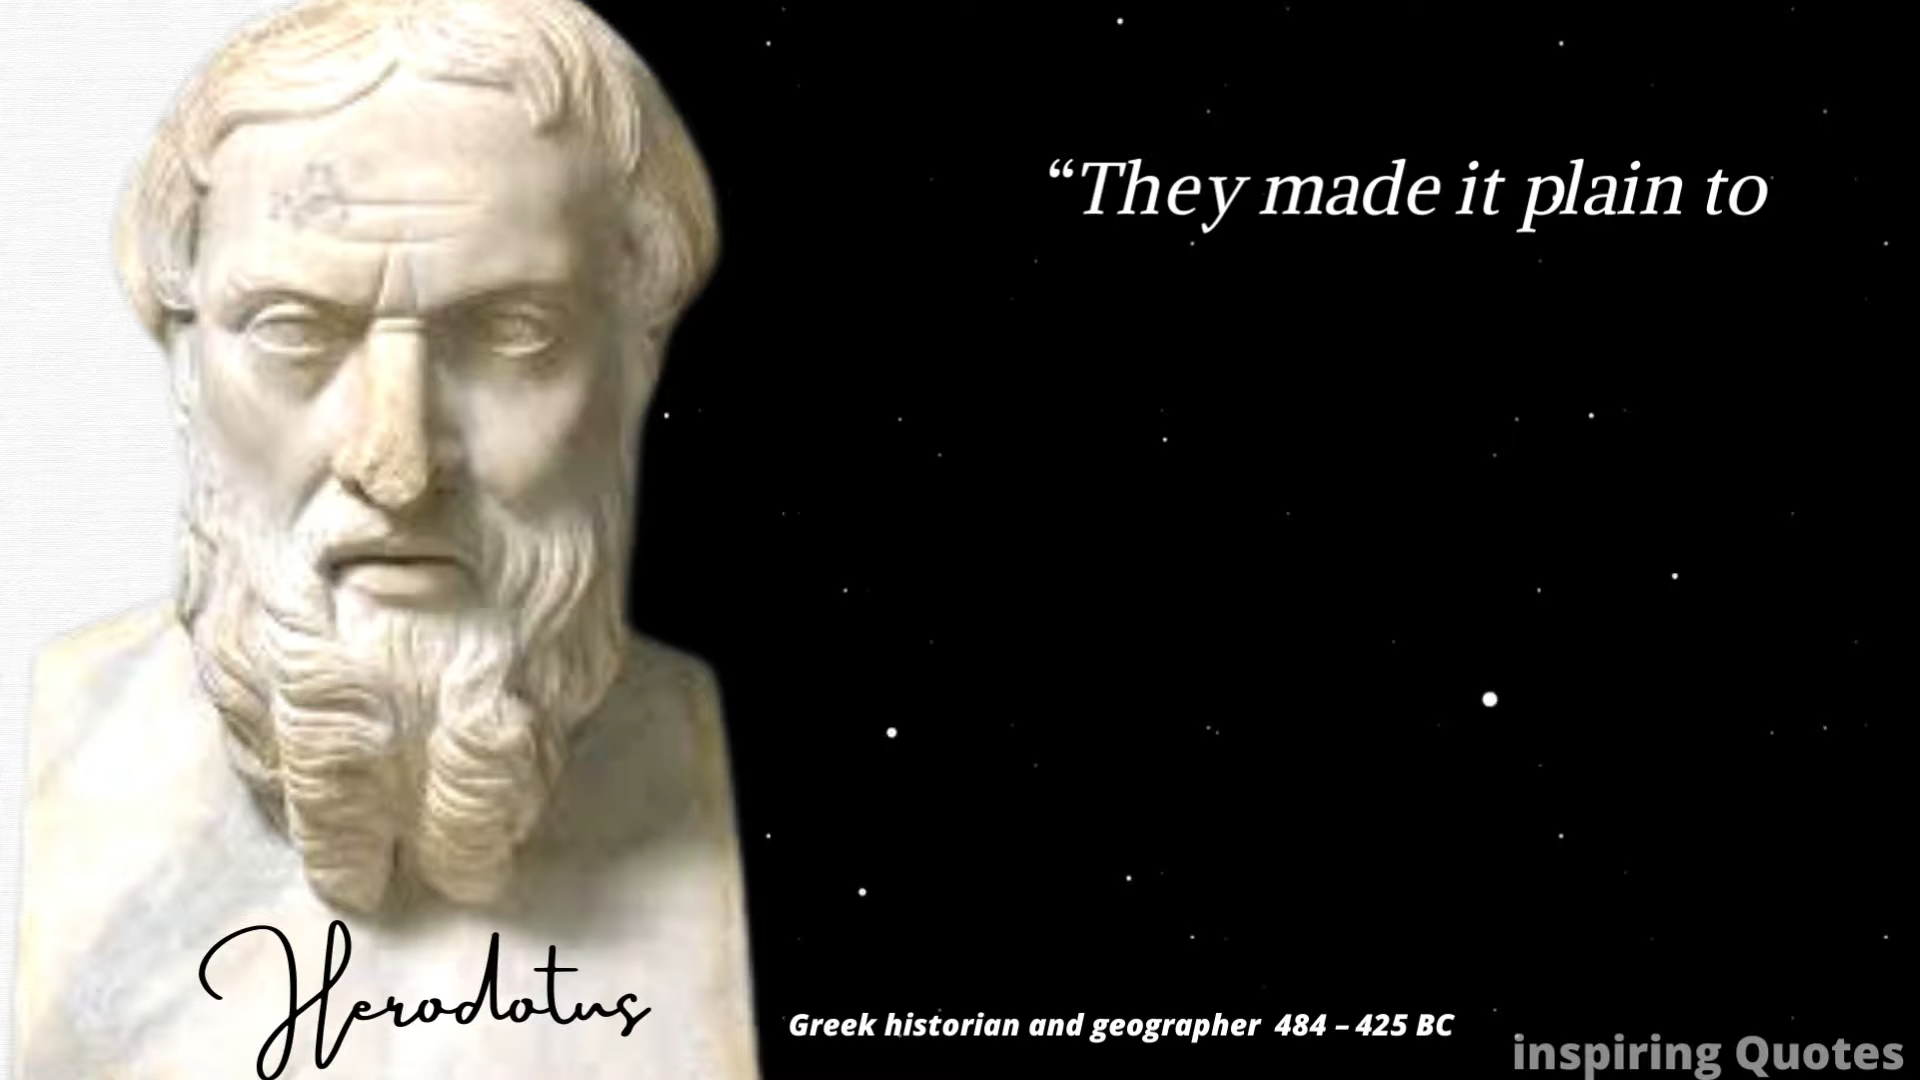 “They made it plain to
Herodotus
Greek historian and geographer 484 – 425 BC
inspiring Quotes